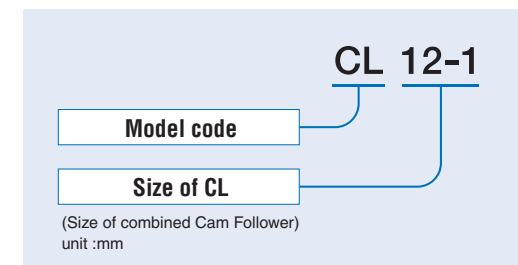 CL 12-1
Model code
Size of CL
(Size of combined Cam Follower)
unit :mm